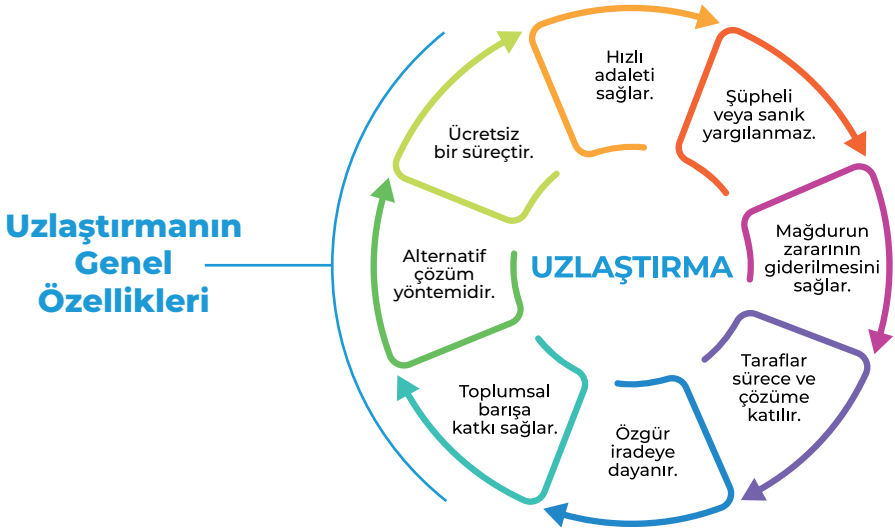 Uzlaştırmanın
Genel
Özellikleri
UZLAŞTIRMA
Hızlı
adaleti
sağlar.
Şüpheli
veya sanık
yargılanmaz.
Mağdurun
zararının
giderilmesini
sağlar.
Taraflar
sürece ve
çözüme
katılır.
Özgür
iradeye
dayanır.
Toplumsal
barışa
katkı sağlar.
Alternatif
çözüm
yöntemidir.
Ücretsiz
bir süreçtir.